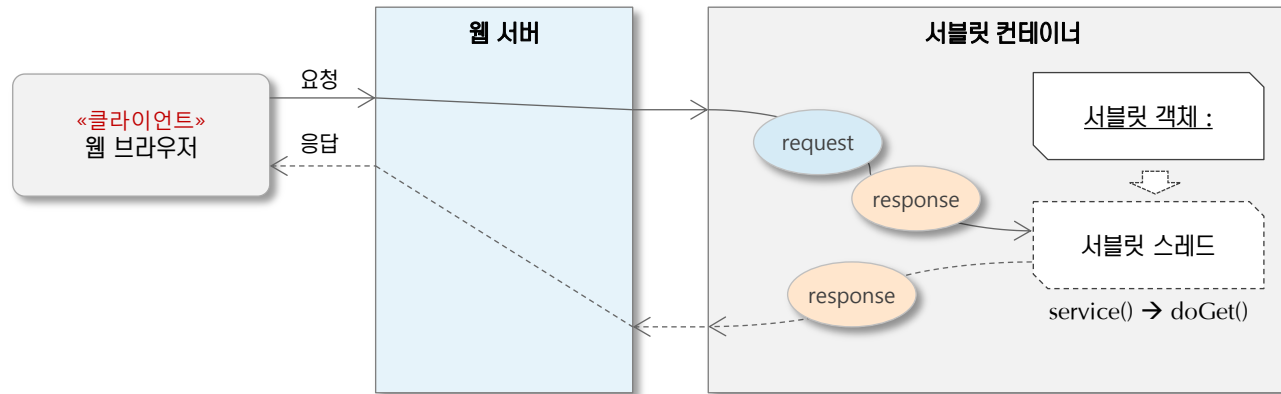 웹 서버
서블릿 컨테이너
«클라이언트»
웹 브라우저
요청
응답
request
response
response
서블릿 객체 :
서블릿 스레드
service() → doGet()